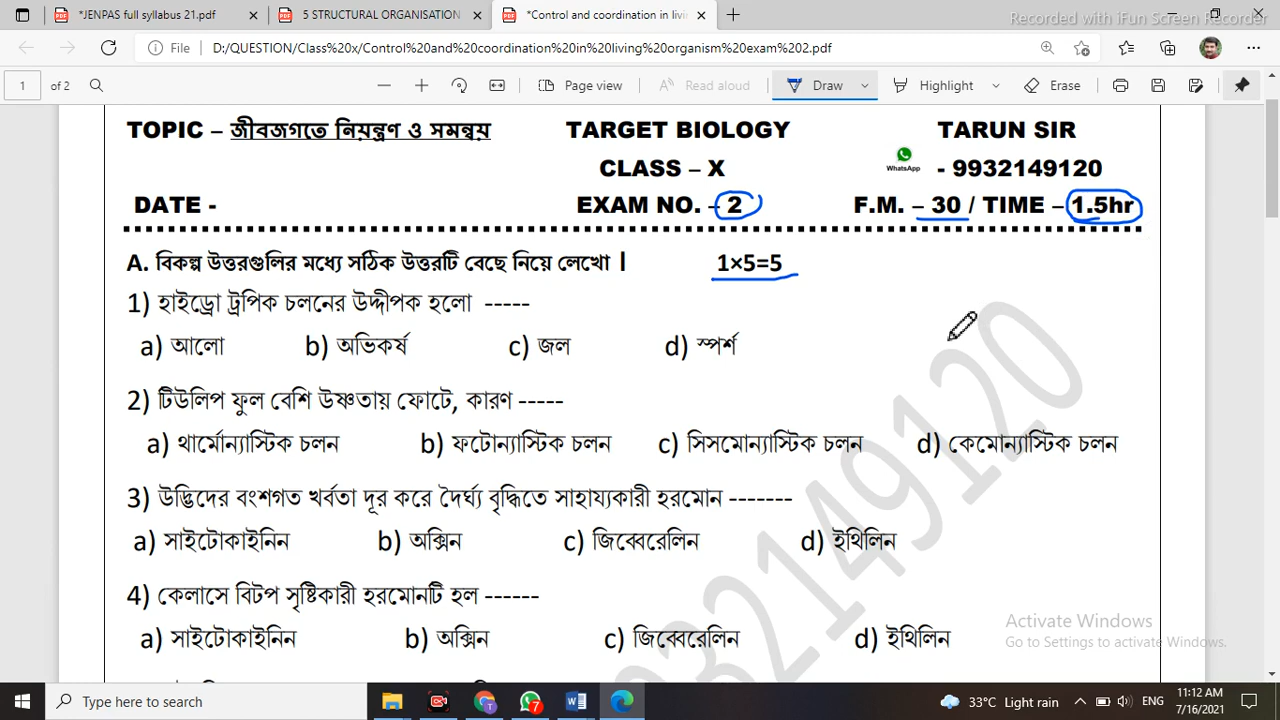 *JENPAS full syllabus 21.pdf
5 STRUCTURAL ORGANISATION
*Control and coordination in livi
Recorded with iFun Screen Recorder
File
D:/QUESTION/Class%20x/Control%20and%20coordination%20in%20living%20organism%20exam%202.pdf
1 of 2
Page view
Read aloud
Draw
Highlight
Erase
TOPIC – জীবজগতে নিয়ন্ত্রণ ও সমন্বয় TARGET BIOLOGY TARUN SIR
CLASS – X WhatsApp - 9932149120
DATE - EXAM NO. – 2 F.M. – 30 / TIME – 1.5hr
A. বিকল্প উত্তরগুলির মধ্যে সঠিক উত্তরটি বেছে নিয়ে লেখো l 1×5=5
1) হাইড্রো ট্রপিক চলনের উদ্দীপক হলো -----
a) আলো b) অভিকর্ষ c) জল d) স্পর্শ
2) টিউলিপ ফুল বেশি উষ্ণতায় ফোটে, কারণ -----
a) থার্মোন্যাস্টিক চলন b) ফটোন্যাস্টিক চলন c) সিসমোন্যাস্টিক চলন d) কেমোন্যাস্টিক চলন
3) উদ্ভিদের বংশগত খর্বতা দূর করে দৈর্ঘ্য বৃদ্ধিতে সাহায্যকারী হরমোন -------
a) সাইটোকাইনিন b) অক্সিন c) জিব্বেরেলিন d) ইথিলিন
4) কেলাসে বিটপ সৃষ্টিকারী হরমোনটি হল ------
a) সাইটোকাইনিন b) অক্সিন c) জিব্বেরেলিন d) ইথিলিন
9932149120
Activate Windows
Go to Settings to activate Windows.
Type here to search
7
33°C Light rain
ENG
11:12 AM
7/16/2021